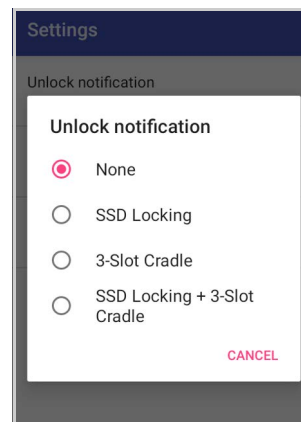 Settings
Unlock notification
Unlock notification
None
SSD Locking
3-Slot Cradle
SSD Locking + 3-Slot
Cradle
CANCEL